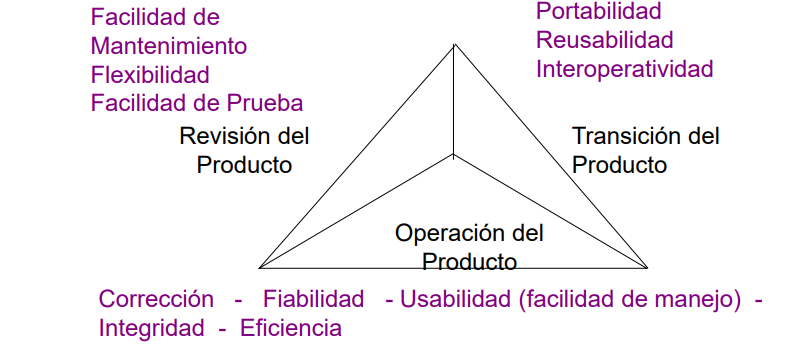 Facilidad de
Mantenimiento
Flexibilidad
Facilidad de Prueba
Portabilidad
Reusabilidad
Interoperatividad
Revisión del
Producto
Transición del
Producto
Operación del
Producto
Corrección - Fiabilidad - Usabilidad (facilidad de manejo) -
Integridad - Eficiencia